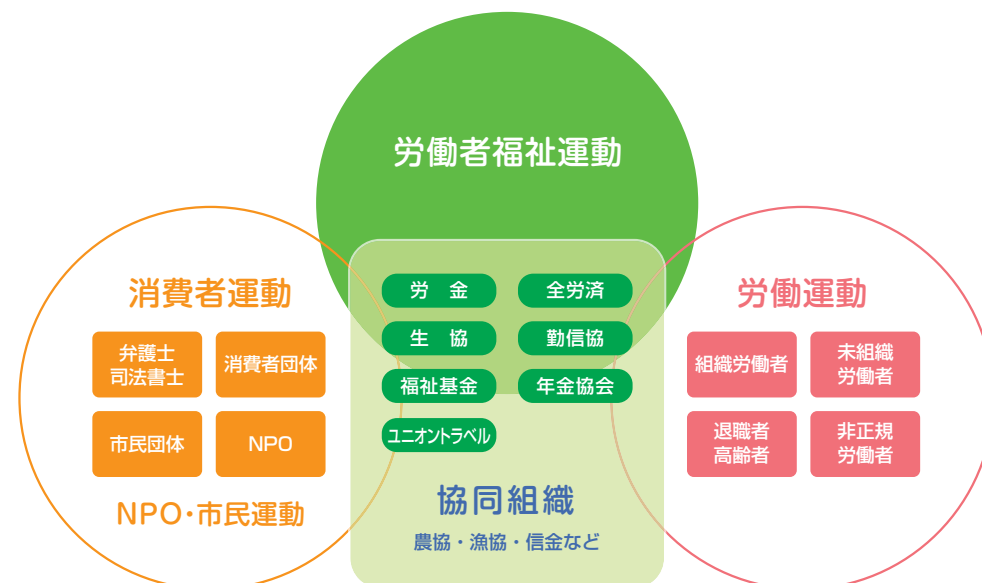 労働者福祉運動
消費者運動
弁護士
司法書士
消費者団体
市民団体
NPO
NPO・市民運動
労　金
全労済
生　協
勤信協
福祉基金
年金協会
ユニオントラベル
協同組織
農協・漁協・信金など
労働運動
組織労働者
未組織
労働者
退職者
高齢者
非正規
労働者